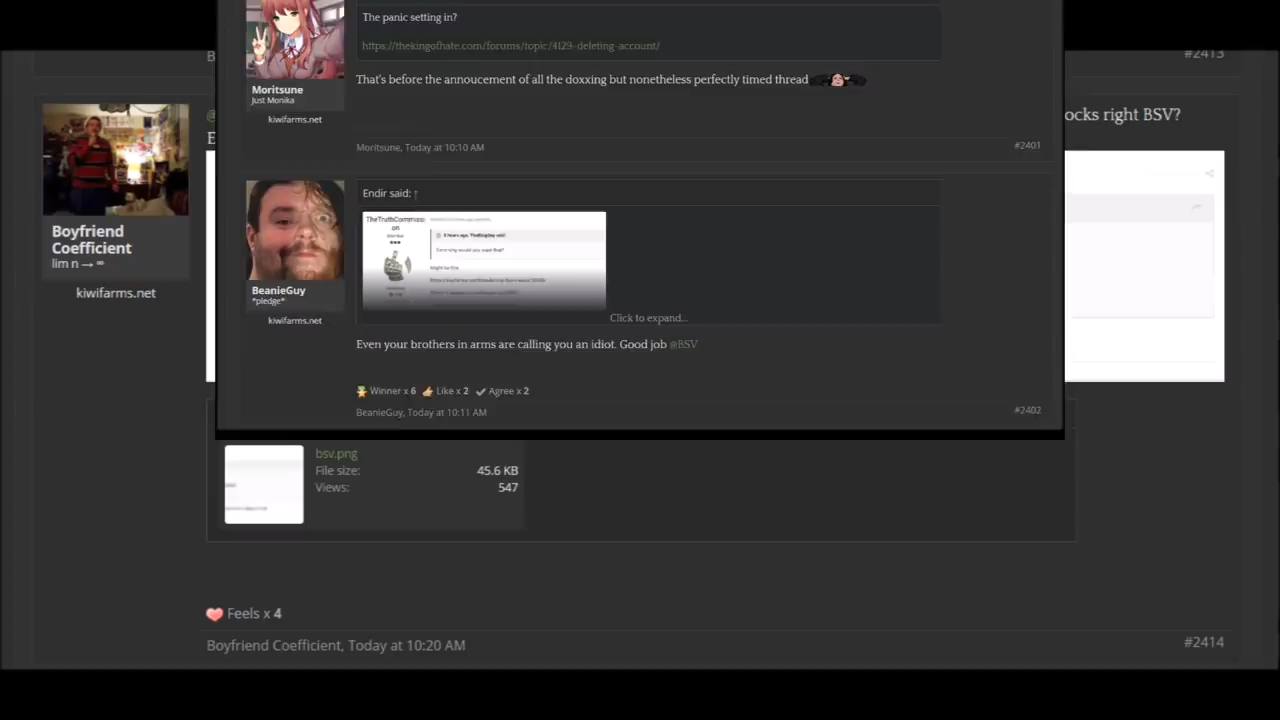 The panic setting in?
https://thekingofhate.com/forums/topic/4129-deleting-account/
That's before the annoucement of all the doxxing but nonetheless perfectly timed thread
Moritsune
Just Monika
kiwifarms.net
Moritsune, Today at 10:10 AM
#2401
Endir said: ↑
TheTruthCommissi
on
Click to expand...
BeanieGuy
*pledge*
kiwifarms.net
Even your brothers in arms are calling you an idiot. Good job @BSV
Winner x 6 Like x 2 Agree x 2
BeanieGuy, Today at 10:11 AM
#2402
#2413
ocks right BSV?
Boyfriend
Coefficient
lim n → ∞
kiwifarms.net
bsv.png
File size: 45.6 KB
Views: 547
Feels x 4
Boyfriend Coefficient, Today at 10:20 AM
#2414